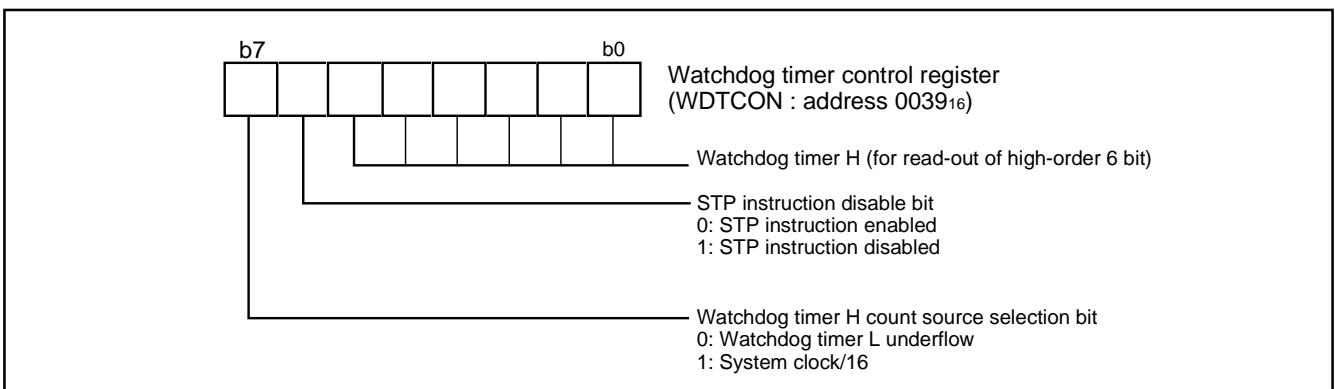 b7 b0
Watchdog timer control register
(WDTCON : address 003916)
Watchdog timer H (for read-out of high-order 6 bit)
STP instruction disable bit
0: STP instruction enabled
1: STP instruction disabled
Watchdog timer H count source selection bit
0: Watchdog timer L underflow
1: System clock/16